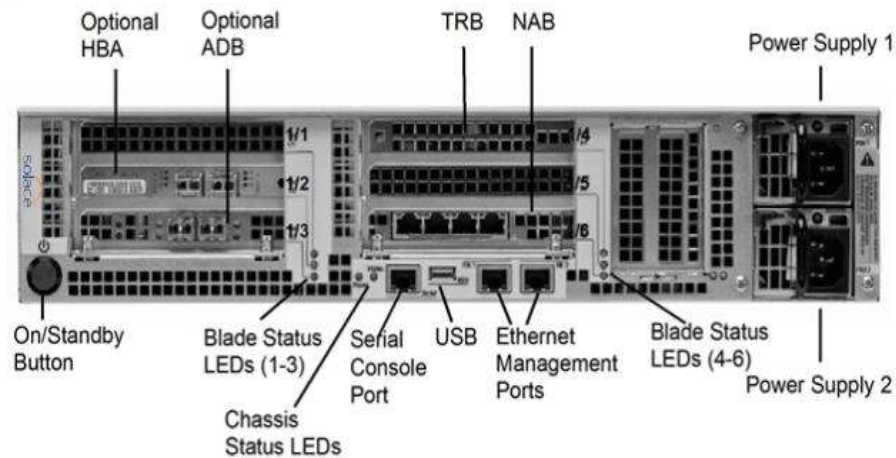 Optional
HBA
Optional
ADB
TRB
NAB
Power Supply 1
1/1
/4
1/2
/5
1/3
/6
solace
On/Standby
Button
Blade Status
LEDs (1-3)
Serial
Console
Port
USB
Ethernet
Management
Ports
Blade Status
LEDs (4-6)
Power Supply 2
Chassis
Status LEDs